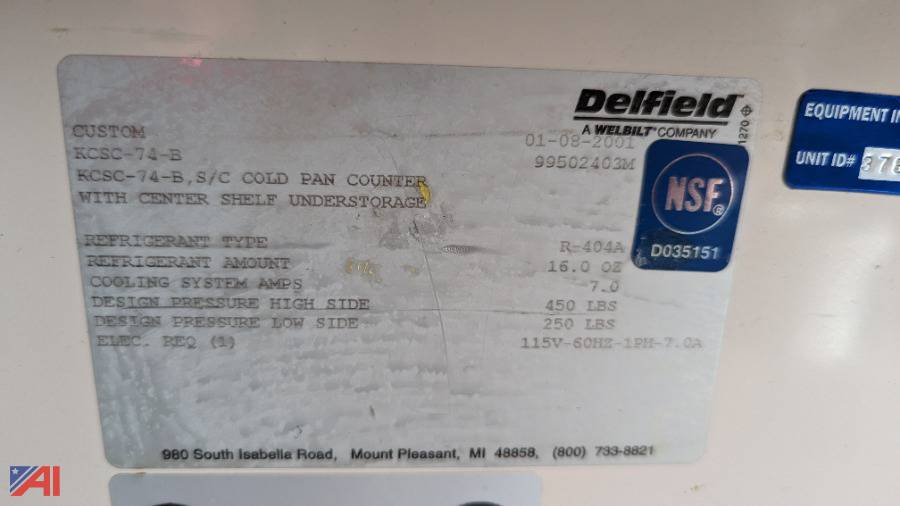 Delfield
A WELBILT COMPANY
1270
CUSTOM 01-08-2001
KCSC-74-B 99502403M
KCSC-74-B, S/C COLD PAN COUNTER
WITH CENTER SHELF UNDERSTORAGE
NSF
D035151
REFRIGERANT TYPE R-404A
REFRIGERANT AMOUNT 16.0 OZ
COOLING SYSTEM AMPS 7.0
DESIGN PRESSURE HIGH SIDE 450 LBS
DESIGN PRESSURE LOW SIDE 250 LBS
ELEC. REQ (1) 115V-60HZ-1PH-7.0A
980 South Isabella Road, Mount Pleasant, MI 48858, (800) 733-8821
EQUIPMENT
UNIT ID#
AI